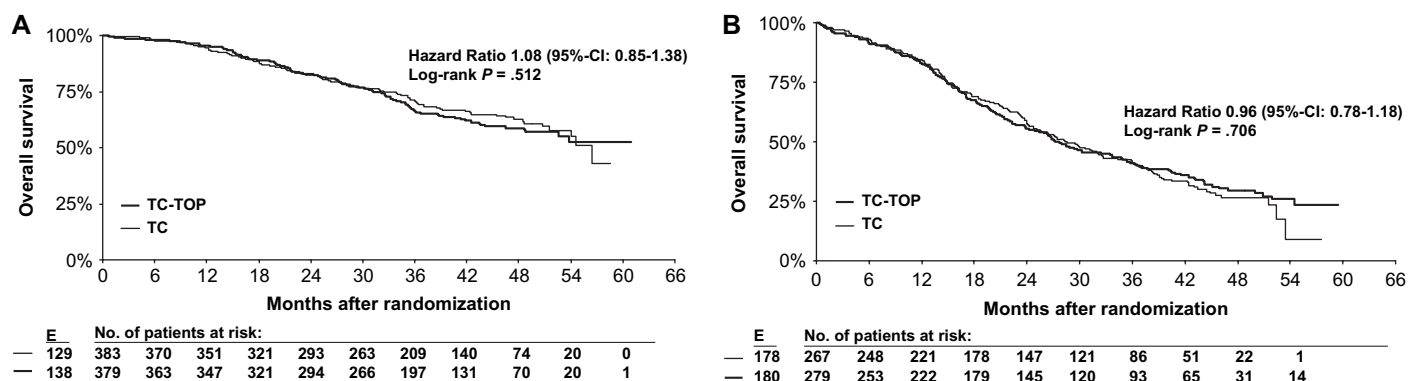 A
100%
75%
50%
25%
0%
Overall survival
Hazard Ratio 1.08 (95%-CI: 0.85-1.38)
Log-rank P = .512
TC-TOP
TC
0 6 12 18 24 30 36 42 48 54 60 66
Months after randomization
E No. of patients at risk:
129 383 370 351 321 293 263 209 140 74 20 0
138 379 363 347 321 294 266 197 131 70 20 1
B
100%
75%
50%
25%
0%
Overall survival
Hazard Ratio 0.96 (95%-CI: 0.78-1.18)
Log-rank P = .706
TC-TOP
TC
0 6 12 18 24 30 36 42 48 54 60 66
Months after randomization
E No. of patients at risk:
178 267 248 221 178 147 121 86 51 22 1
180 279 253 222 179 145 120 93 65 31 14